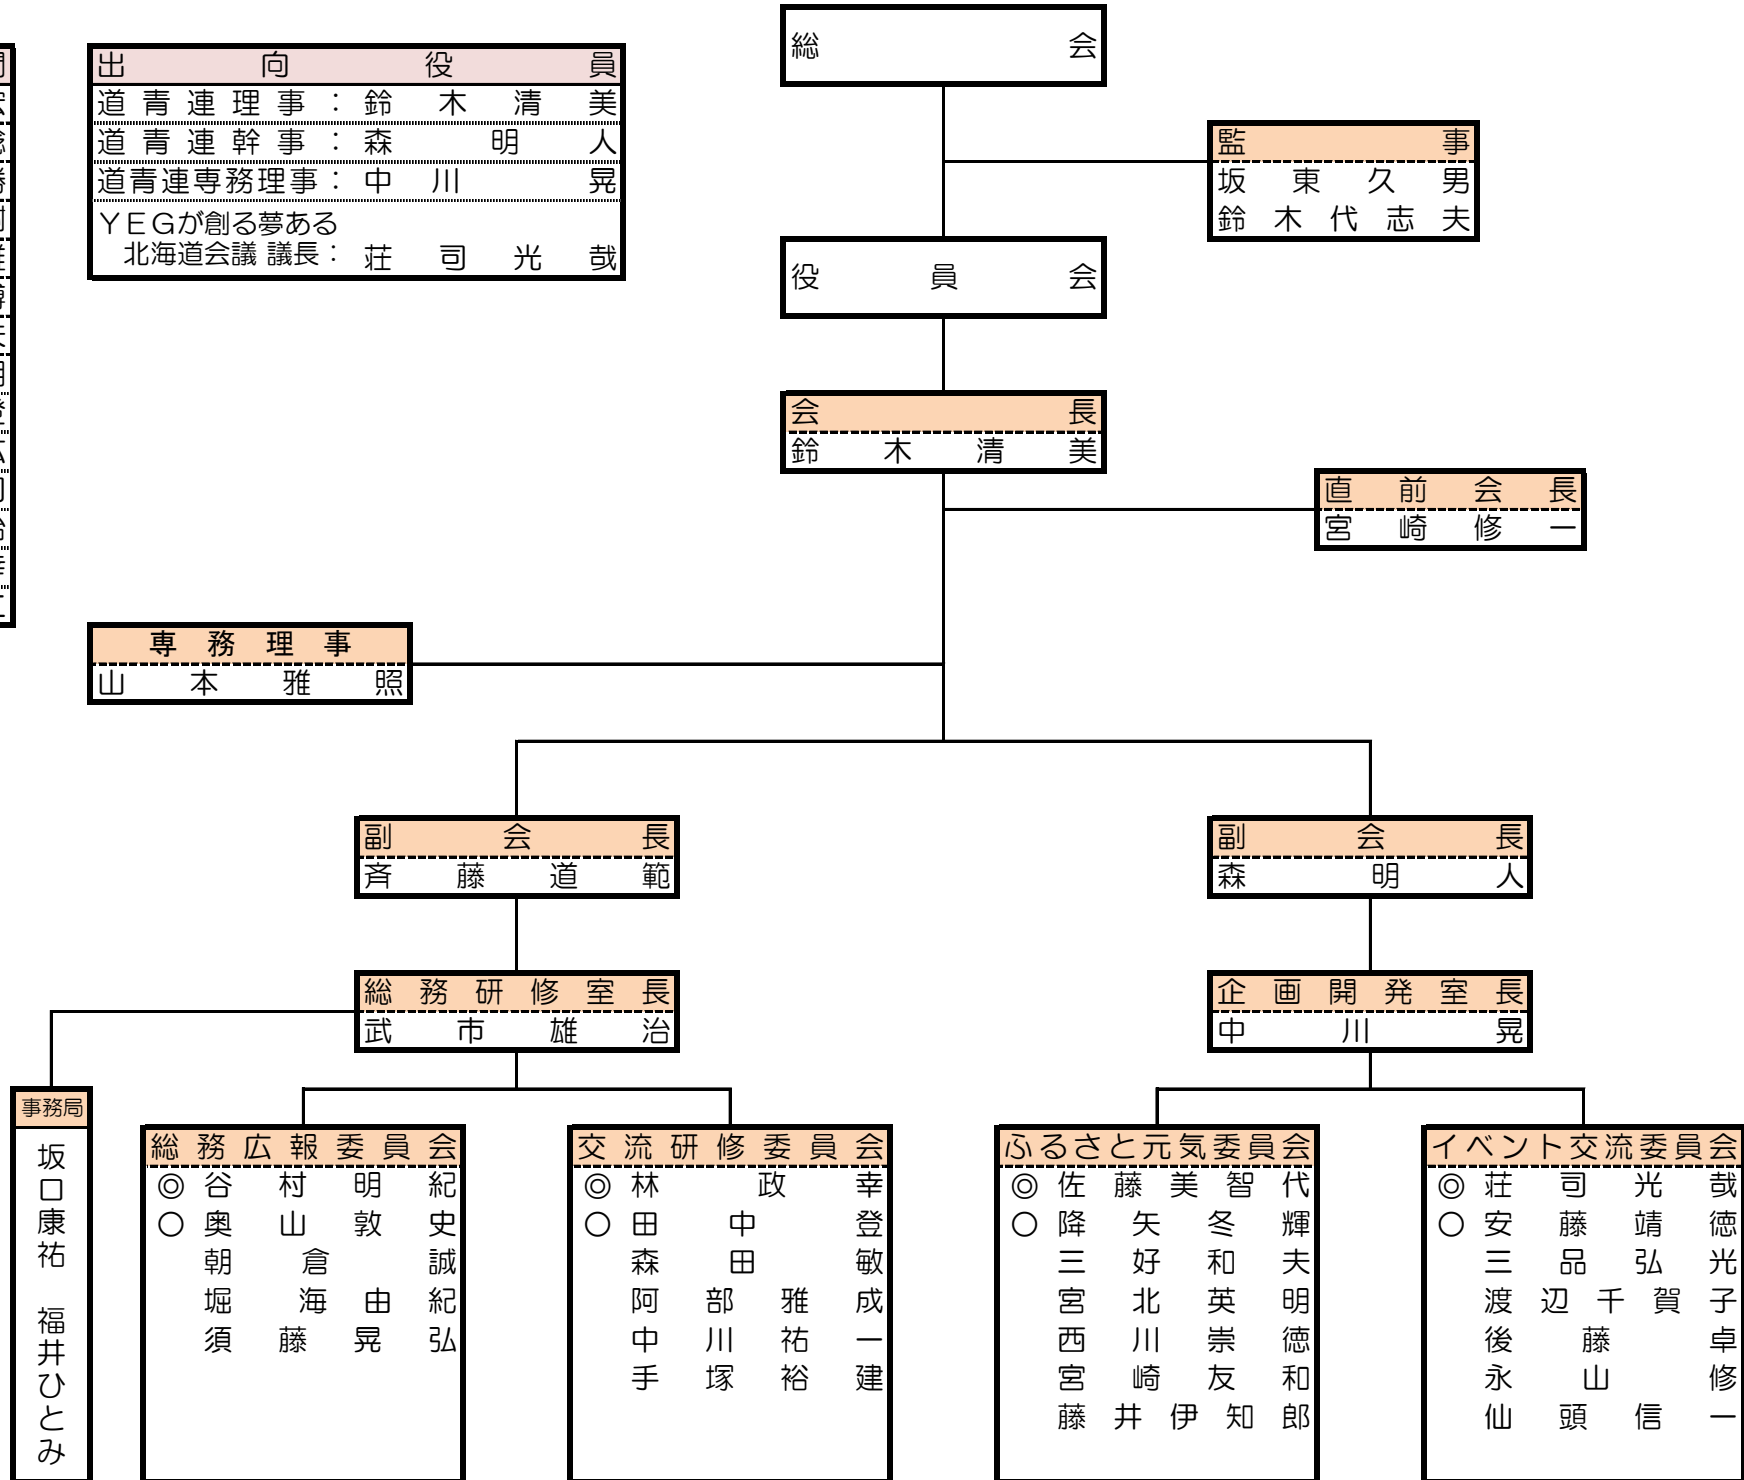 総会
出向役員
道青連理事：鈴木清美
道青連幹事：森明人
道青連専務理事：中川晃
ＹＥＧが創る夢ある
北海道会議 議長：荘司光哉
監事
坂東久男
鈴木代志夫
役員会
会長
鈴木清美
直前会長
宮崎修一
専務理事
山本雅照
副会長
斉藤道範
副会長
森明人
総務研修室長
武市雄治
企画開発室長
中川晃
事務局
坂口康祐　福井ひとみ
総務広報委員会
◎谷村明紀
○奥山敦史
朝倉誠
堀海由紀
須藤晃弘
交流研修委員会
◎林政幸
○田中登
森田敏
阿部雅成
中川祐一
手塚裕建
ふるさと元気委員会
◎佐藤美智代
○降矢冬輝
三好和夫
宮北英明
西川崇徳
宮崎友和
藤井伊知郎
イベント交流委員会
◎荘司光哉
○安藤靖徳
三品弘光
渡辺千賀子
後藤卓
永山修
仙頭信一